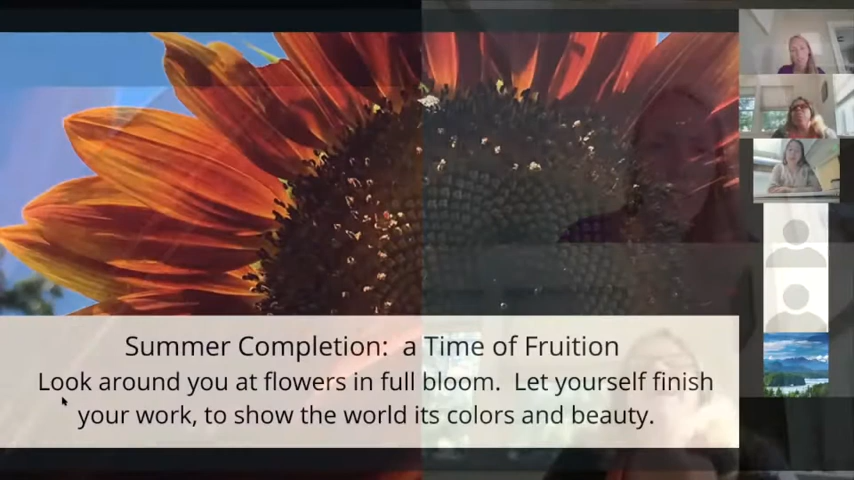 Summer Completion: a Time of Fruition
Look around you at flowers in full bloom. Let yourself finish
your work, to show the world its colors and beauty.